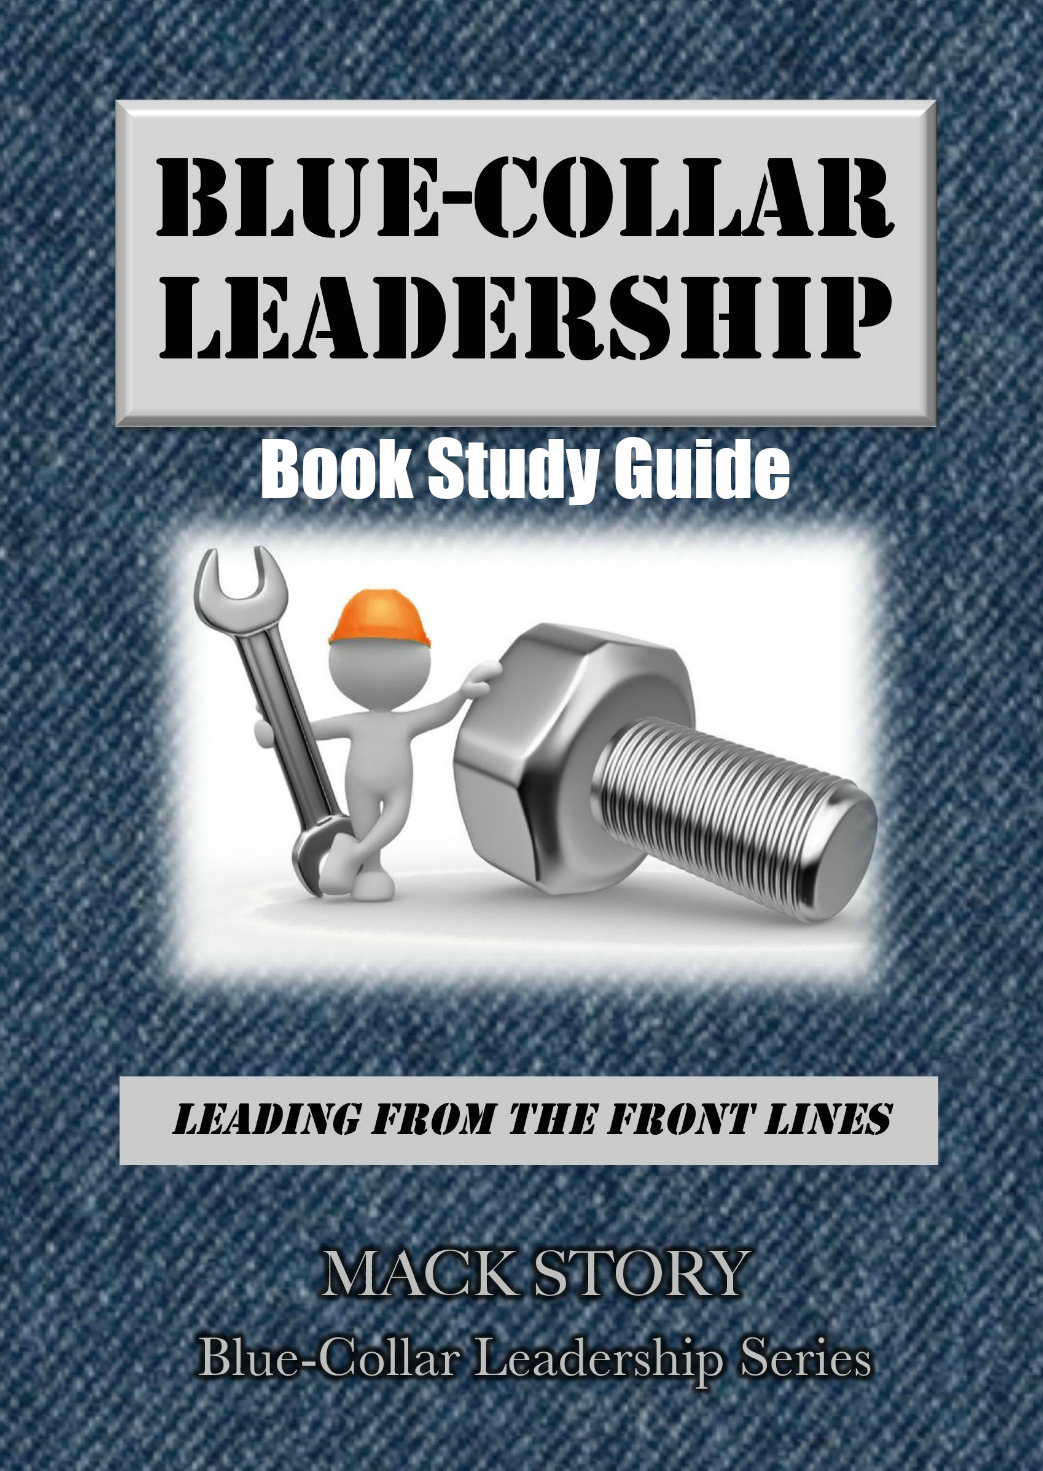 BLUE-COLLAR
LEADERSHIP
Book Study Guide
LEADING FROM THE FRONT LINES
MACK STORY
Blue-Collar Leadership Series